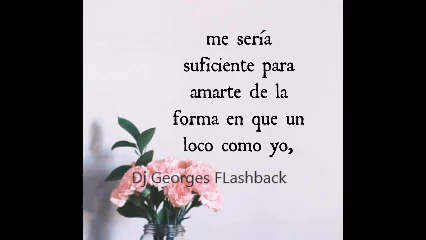 me sería
suficiente para
amarte de la
forma en que un
loco como yo,
Dj Georges FLashback